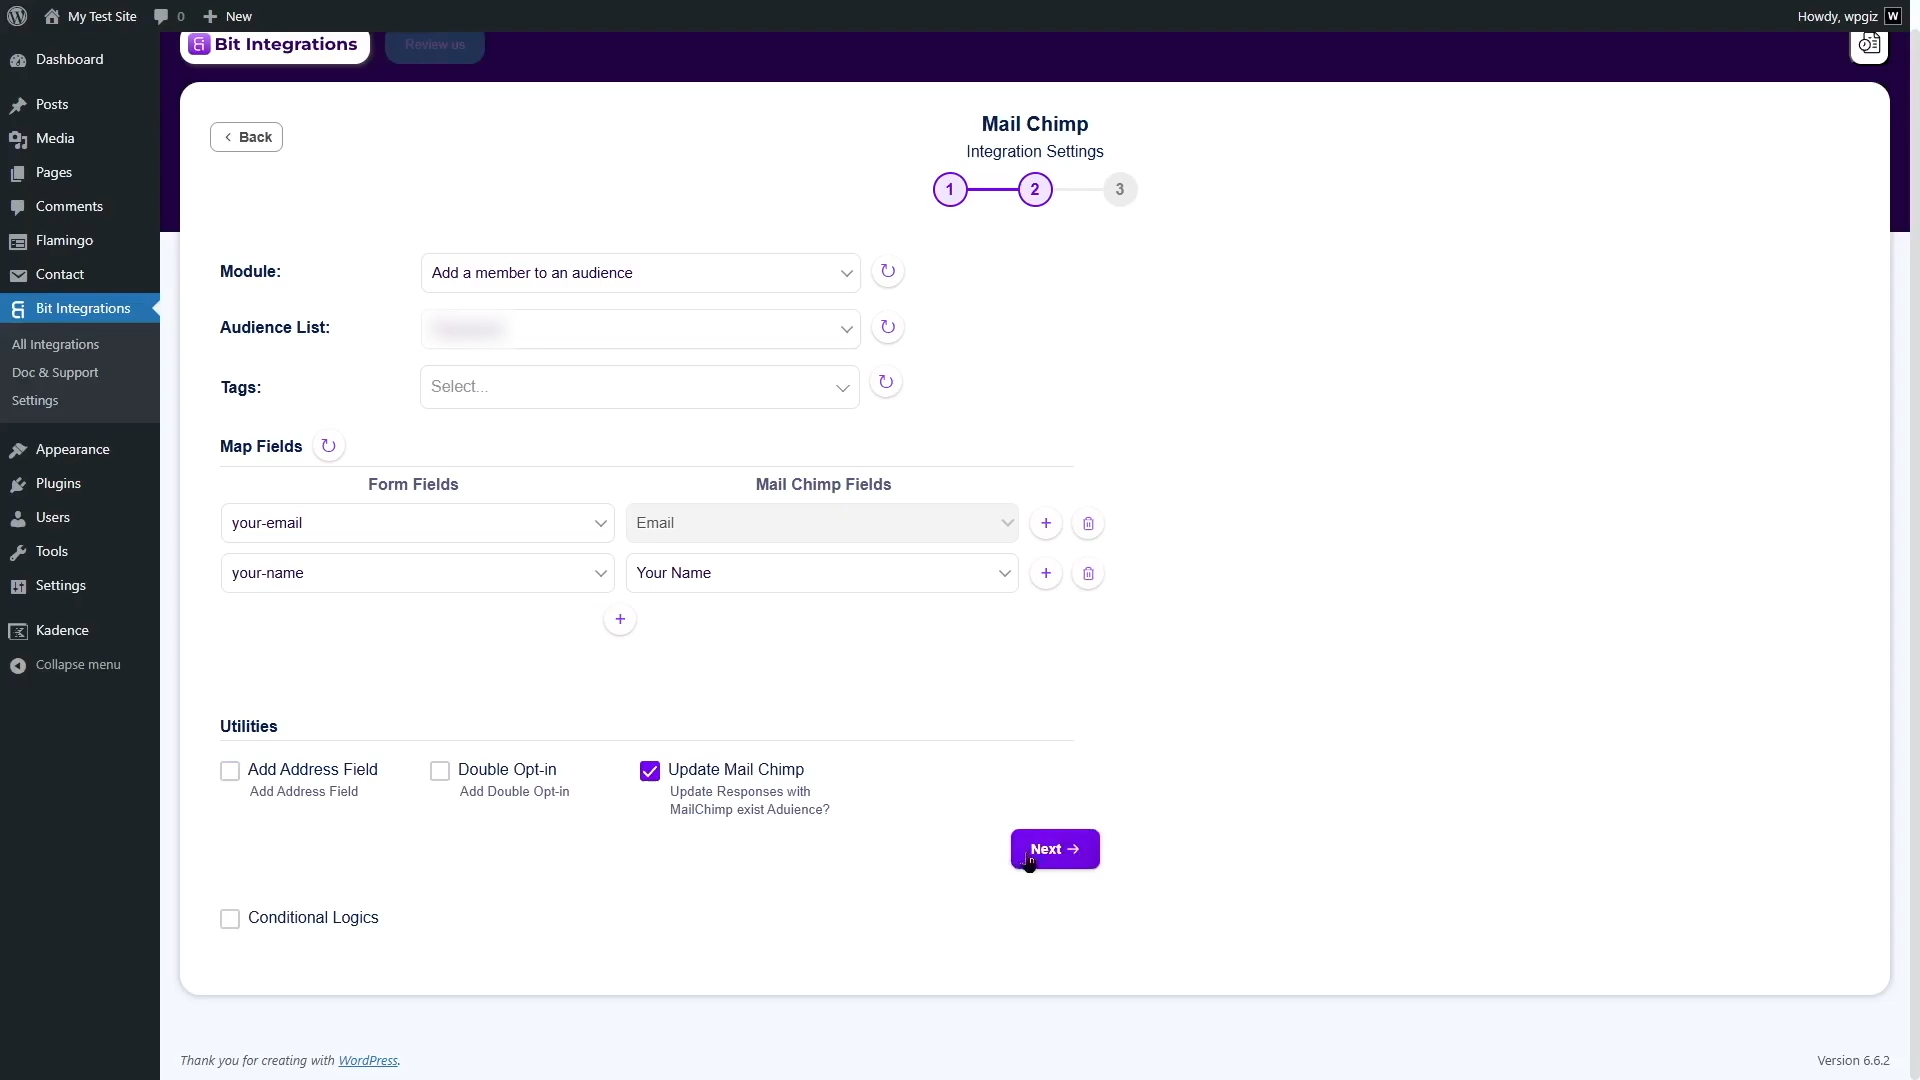 My Test Site
0
New
Howdy, wpgiz
W
Bit Integrations
Review us
Dashboard
Posts
Media
Pages
Comments
Flamingo
Contact
Bit Integrations
All Integrations
Doc & Support
Settings
Appearance
Plugins
Users
Tools
Settings
Kadence
Collapse menu
Back
Mail Chimp
Integration Settings
1
2
3
Module:
Add a member to an audience
Audience List:
Tags:
Select...
Map Fields
Form Fields
Mail Chimp Fields
your-email
Email
+
your-name
Your Name
+
+
Utilities
Add Address Field
Add Address Field
Double Opt-in
Add Double Opt-in
Update Mail Chimp
Update Responses with
MailChimp exist Aduience?
Next →
Conditional Logics
Thank you for creating with WordPress.
Version 6.6.2